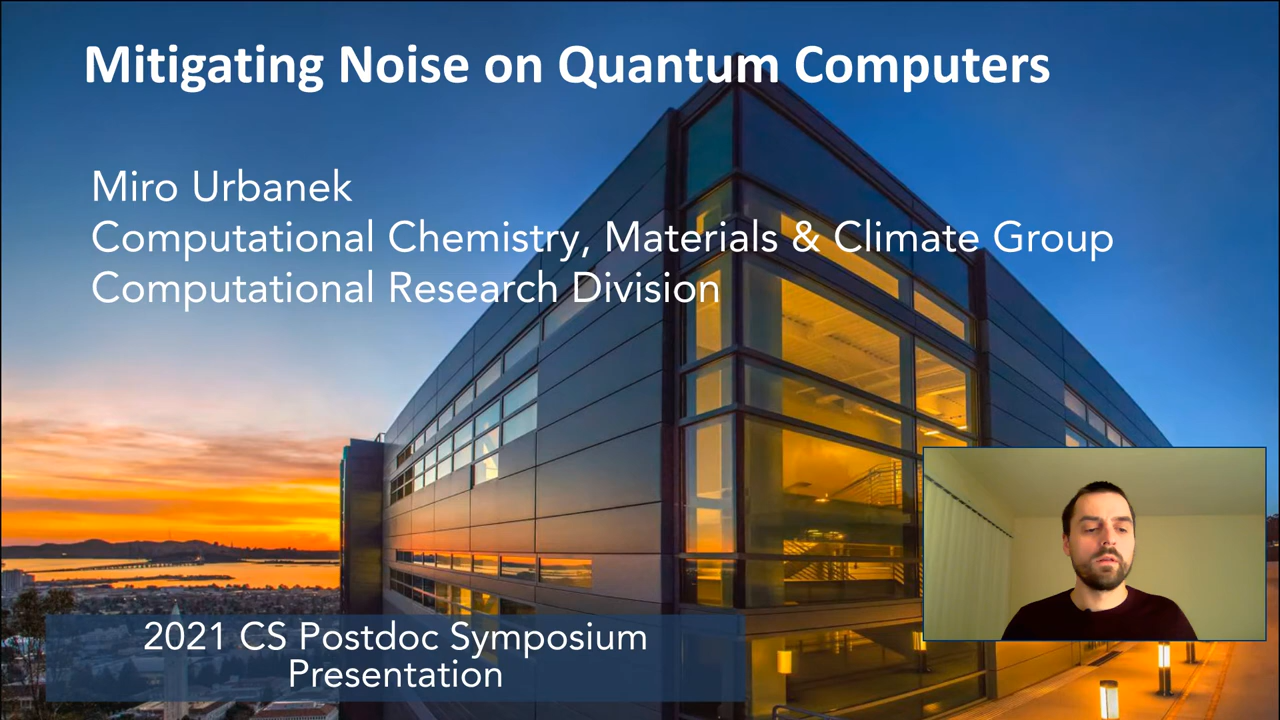 Mitigating Noise on Quantum Computers
Miro Urbanek
Computational Chemistry, Materials & Climate Group
Computational Research Division
2021 CS Postdoc Symposium
Presentation